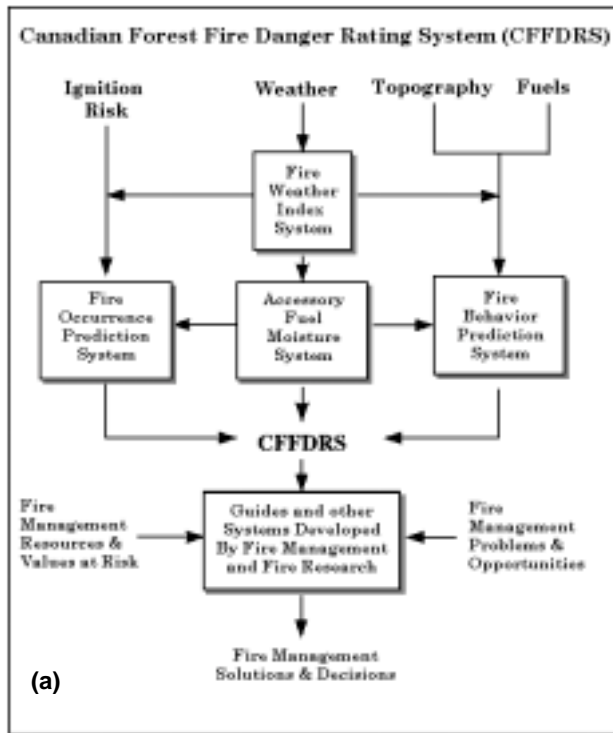 Canadian Forest Fire Danger Rating System (CFFDRS)
Ignition
Risk
Weather
Topography
Fuels
Fire
Weather
Index
System
Fire
Occurrence
Prediction
System
Accessory
Fuel
Moisture
System
Fire
Behavior
Prediction
System
CFFDRS
Fire
Management
Resources &
Values at Risk
Guides and other
Systems Developed
By Fire Management
and Fire Research
Fire
Management
Problems &
Opportunities
Fire Management
Solutions & Decisions
(a)